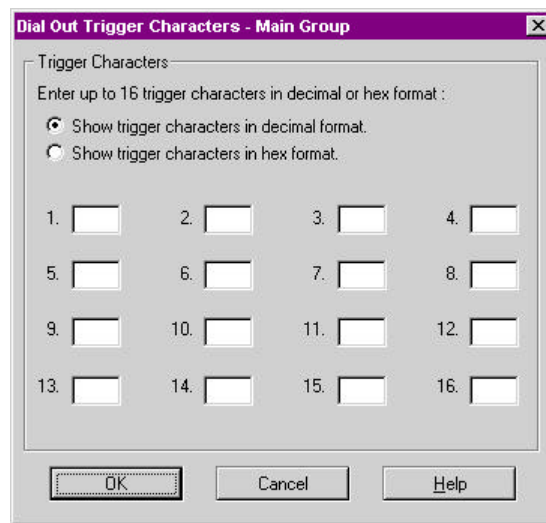 Dial Out Trigger Characters - Main Group
Trigger Characters
Enter up to 16 trigger characters in decimal or hex format :
Show trigger characters in decimal format.
Show trigger characters in hex format.
1. 2. 3. 4.
5. 6. 7. 8.
9. 10. 11. 12.
13. 14. 15. 16.
OK Cancel Help